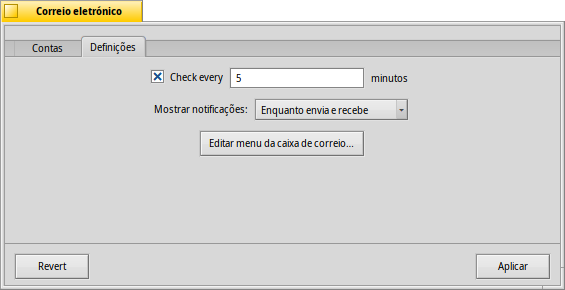 Correio eletrónico
Contas
Definições
Check every 5 minutos
Mostrar notificações: Enquanto envia e recebe
Editar menu da caixa de correio...
Revert
Aplicar